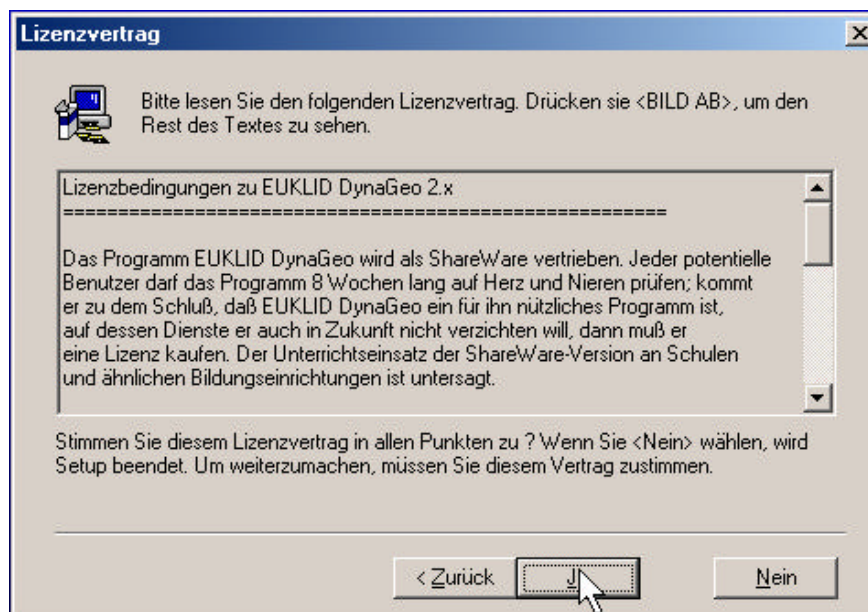 Lizenzvertrag
Bitte lesen Sie den folgenden Lizenzvertrag. Drücken sie <BILD AB>, um den
Rest des Textes zu sehen.
Lizenzbedingungen zu EUKLID DynaGeo 2.x
=======================================================
Das Programm EUKLID DynaGeo wird als ShareWare vertrieben. Jeder potentielle
Benutzer darf das Programm 8 Wochen lang auf Herz und Nieren prüfen; kommt
er zu dem Schluß, daß EUKLID DynaGeo ein für ihn nützliches Programm ist,
auf dessen Dienste er auch in Zukunft nicht verzichten will, dann muß er
eine Lizenz kaufen. Der Unterrichtseinsatz der ShareWare-Version an Schulen
und ähnlichen Bildungseinrichtungen ist untersagt.
Stimmen Sie diesem Lizenzvertrag in allen Punkten zu ? Wenn Sie <Nein> wählen, wird
Setup beendet. Um weiterzumachen, müssen Sie diesem Vertrag zustimmen.
< Zurück
Nein